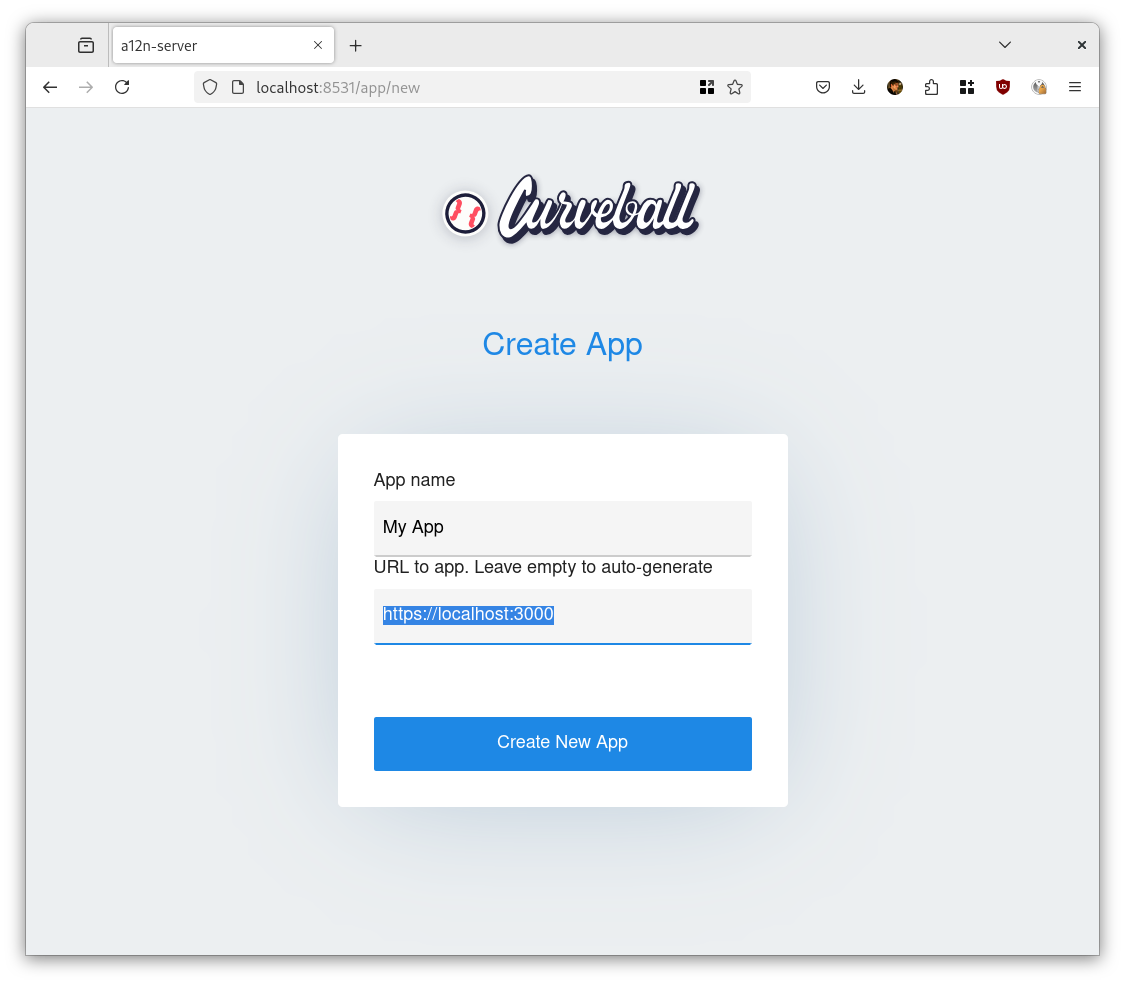 a12n-server
localhost:8531/app/new
Curveball
Create App
App name
My App
URL to app. Leave empty to auto-generate
https://localhost:3000
Create New App